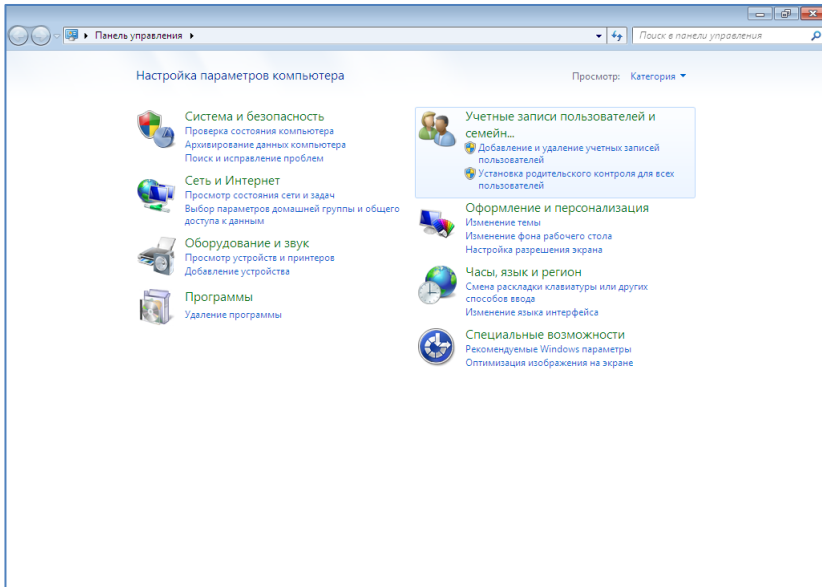 Панель управления
Поиск в панели управления
Настройка параметров компьютера
Просмотр: Категория
Система и безопасность
Проверка состояния компьютера
Архивирование данных компьютера
Поиск и исправление проблем
Сеть и Интернет
Просмотр состояния сети и задач
Выбор параметров домашней группы и общего
доступа к данным
Оборудование и звук
Просмотр устройств и принтеров
Добавление устройства
Программы
Удаление программы
Учетные записи пользователей и
семейн...
Добавление и удаление учетных записей
пользователей
Установка родительского контроля для всех
пользователей
Оформление и персонализация
Изменение темы
Изменение фона рабочего стола
Настройка разрешения экрана
Часы, язык и регион
Смена раскладки клавиатуры или других
способов ввода
Изменение языка интерфейса
Специальные возможности
Рекомендуемые Windows параметры
Оптимизация изображения на экране